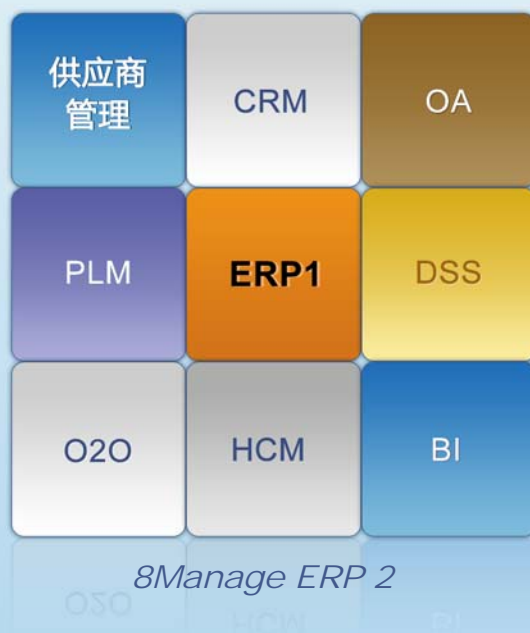 供应商
管理
CRM
OA
PLM
ERP1
DSS
O2O
HCM
BI
8Manage ERP 2